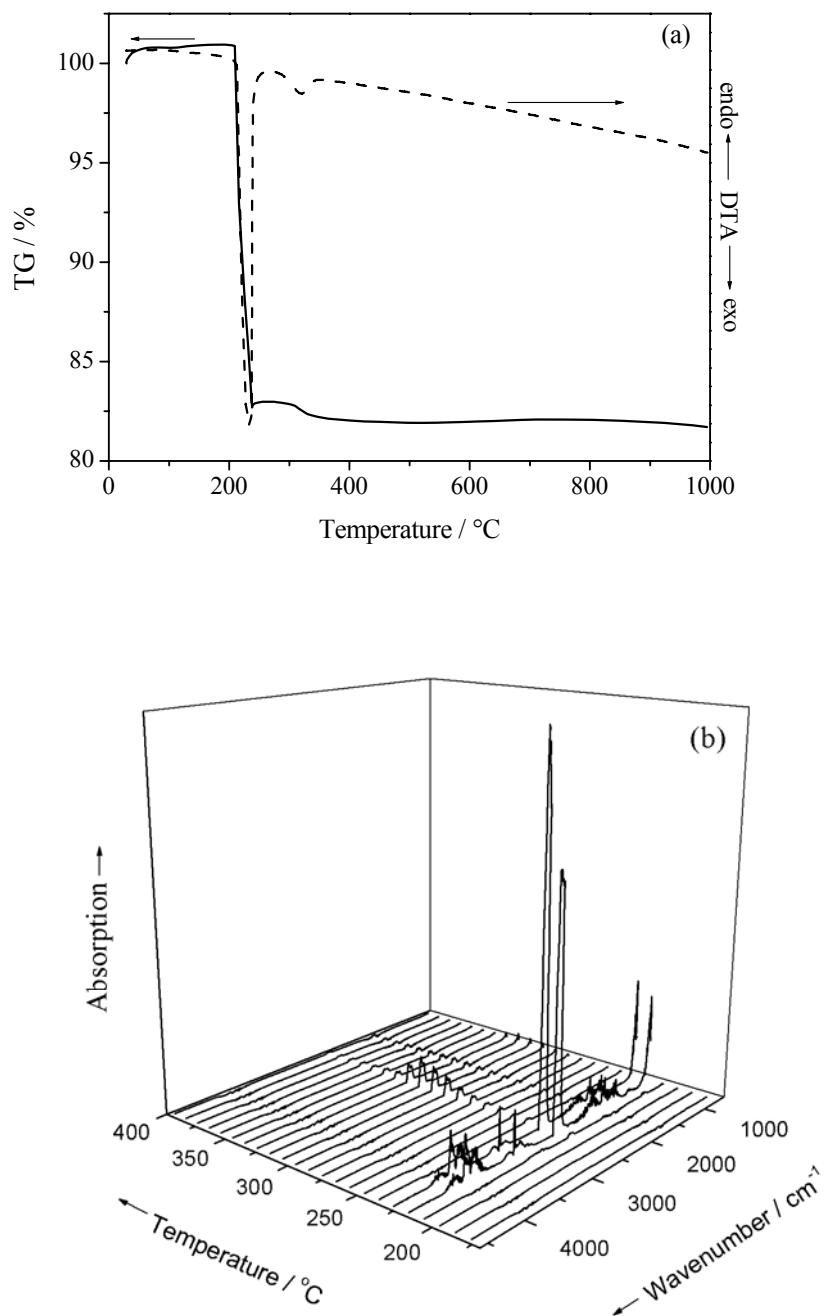 (a)
100
95
90
85
80
TG / %
0
200
400
600
800
1000
Temperature / °C
endo
DTA
exo
(b)
Absorption
400
350
300
250
200
Temperature / °C
4000
3000
2000
1000
Wavenumber / cm⁻¹